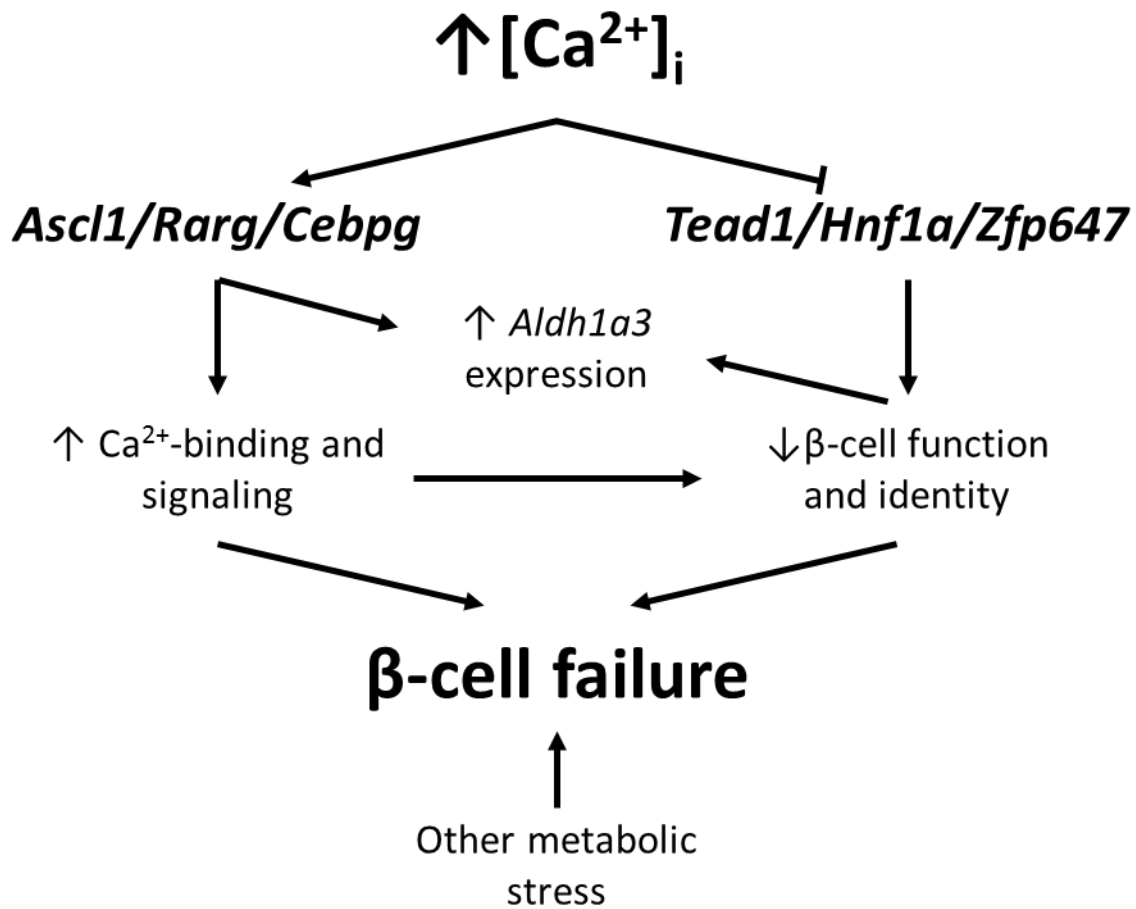 ↑[Ca²⁺]ᵢ
Ascl1/Rarg/Cebpg
Tead1/Hnf1a/Zfp647
↑ Aldh1a3
expression
↑ Ca²⁺-binding and
signaling
↓β-cell function
and identity
β-cell failure
Other metabolic
stress